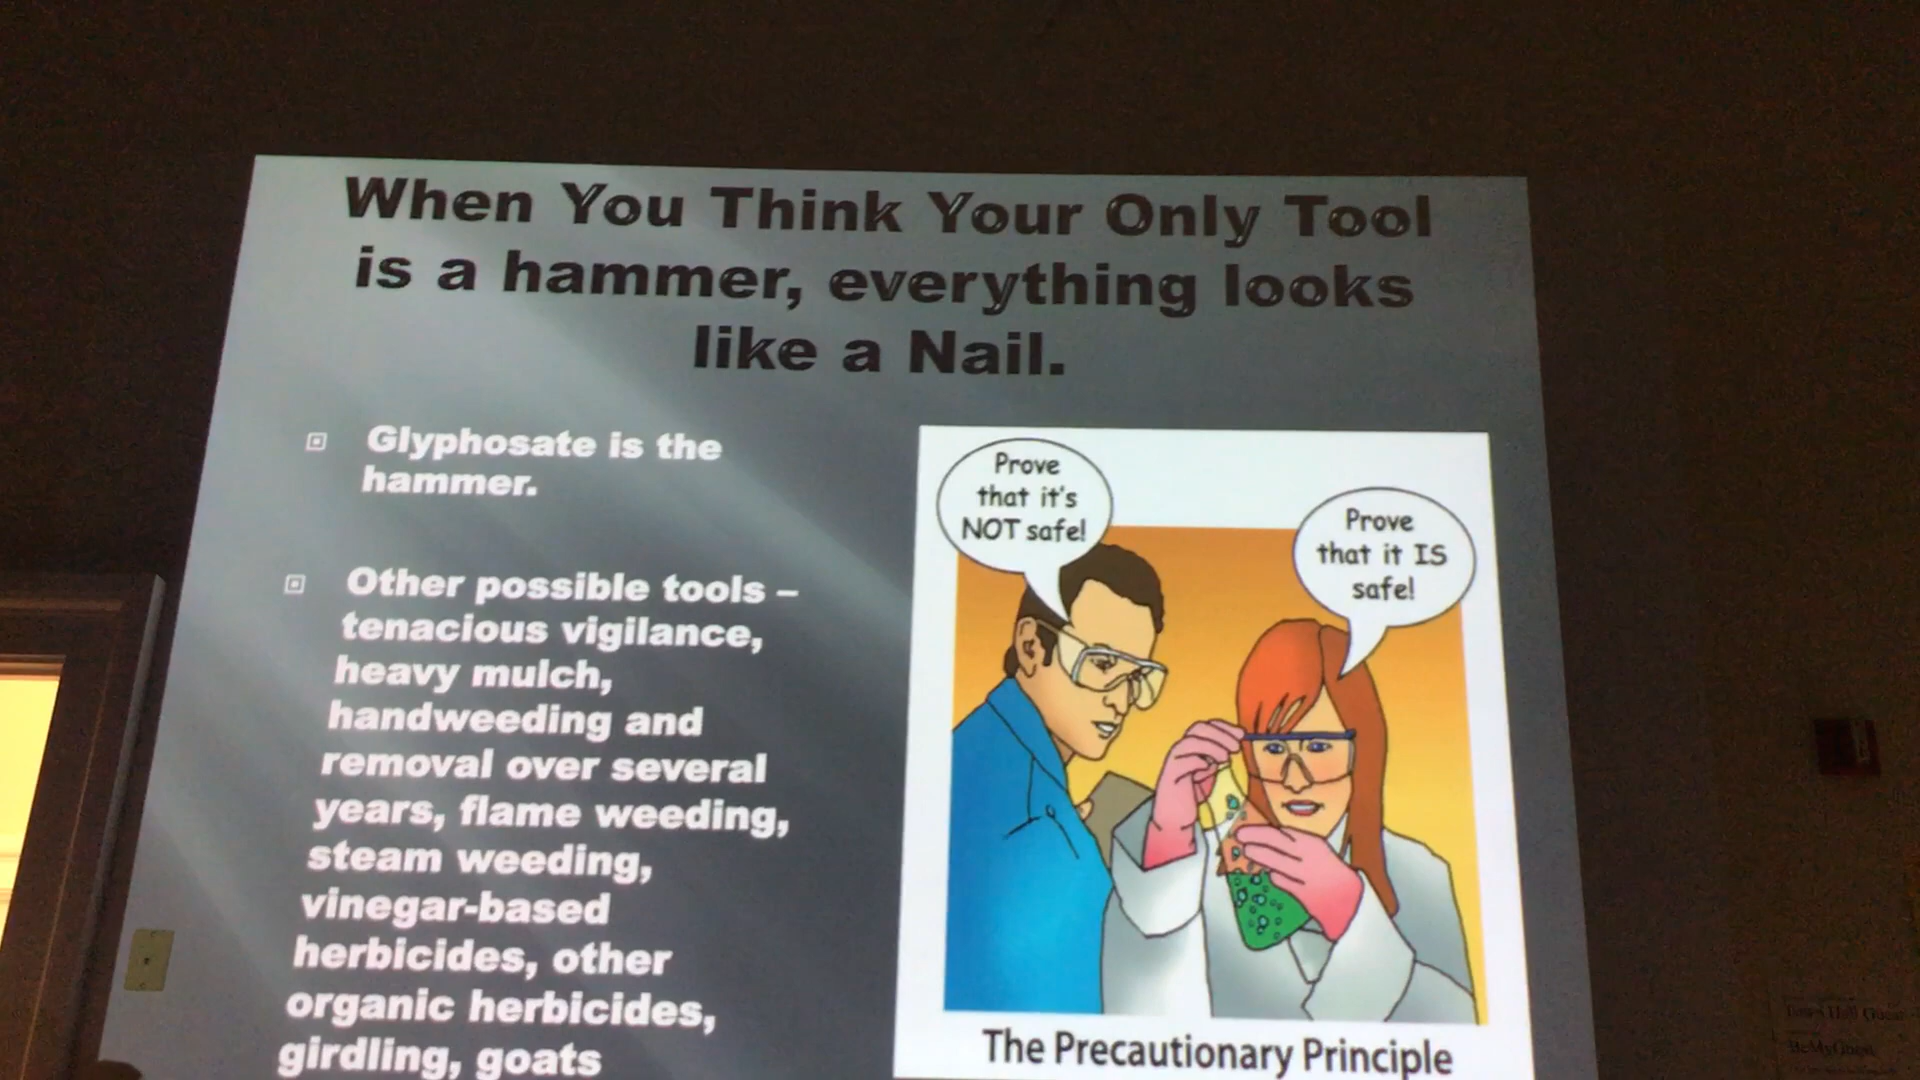 When You Think Your Only Tool
is a hammer, everything looks
like a Nail.
Glyphosate is the
hammer.
Other possible tools –
tenacious vigilance,
heavy mulch,
handweeding and
removal over several
years, flame weeding,
steam weeding,
vinegar-based
herbicides, other
organic herbicides,
girdling, goats
Prove
that it's
NOT safe!
Prove
that it IS
safe!
The Precautionary Principle